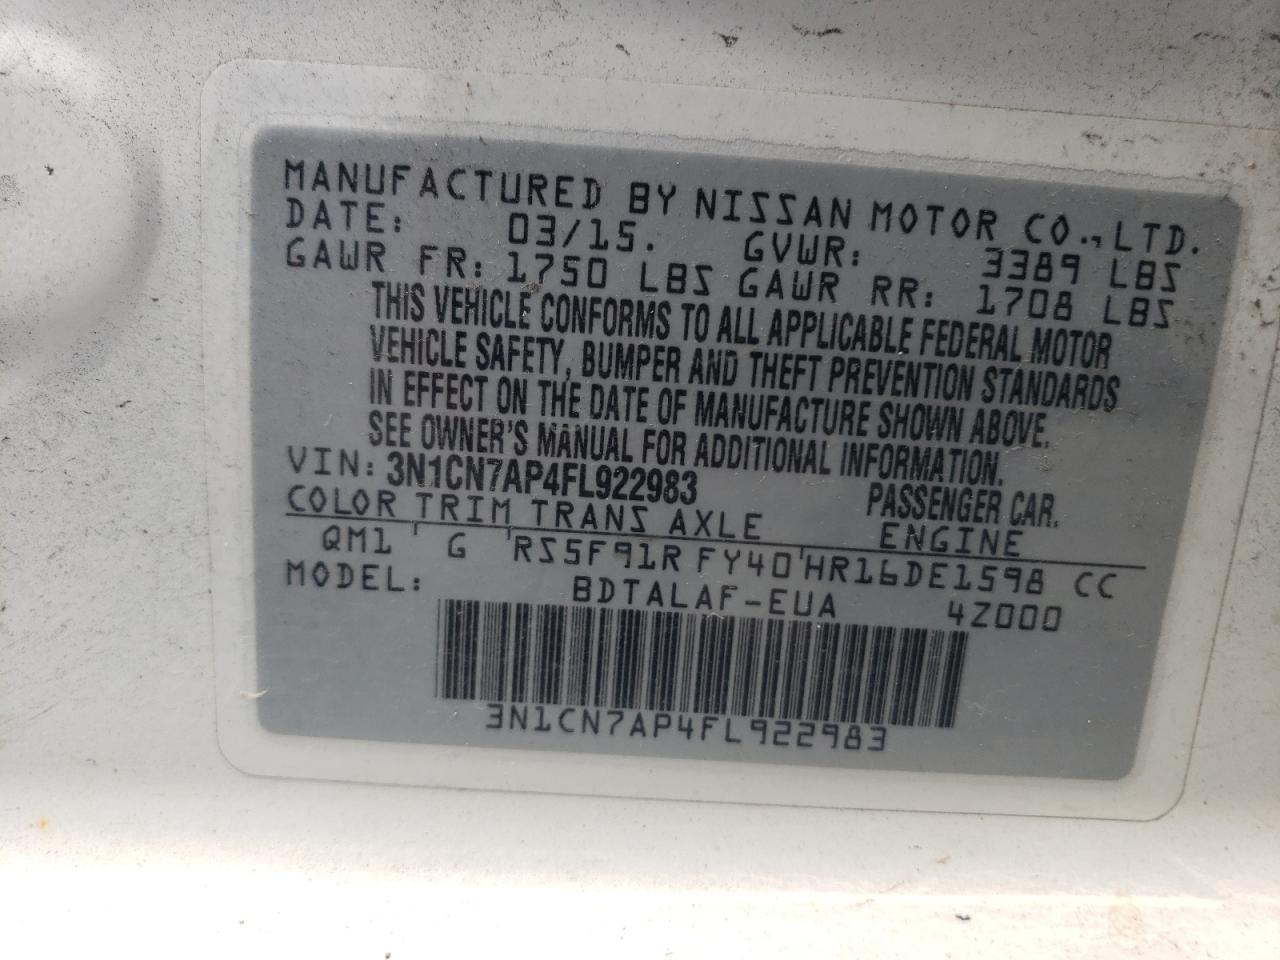 MANUFACTURED BY NISSAN MOTOR CO., LTD.
DATE: 03/15. GVWR: 3389 LBS
GAWR FR: 1750 LBS GAWR RR: 1708 LBS
THIS VEHICLE CONFORMS TO ALL APPLICABLE FEDERAL MOTOR
VEHICLE SAFETY, BUMPER AND THEFT PREVENTION STANDARDS
IN EFFECT ON THE DATE OF MANUFACTURE SHOWN ABOVE.
SEE OWNER'S MANUAL FOR ADDITIONAL INFORMATION.
VIN: 3N1CN7AP4FL922983 PASSENGER CAR.
COLOR TRIM TRANS AXLE ENGINE
QM1 G RS5F91R FY40 HR16DE1598 CC
MODEL: BDTALAF-EUA 4Z000
3N1CN7AP4FL922983